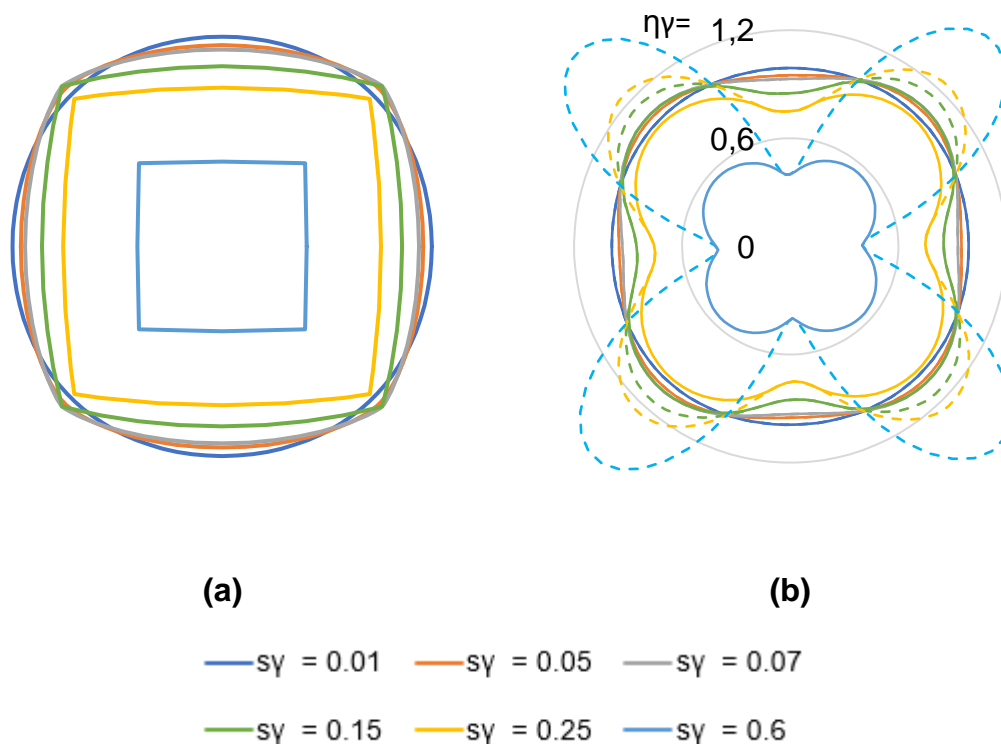 ηγ= 1,2
0,6
0
(a) (b)
sγ = 0.01 sγ = 0.05 sγ = 0.07
sγ = 0.15 sγ = 0.25 sγ = 0.6